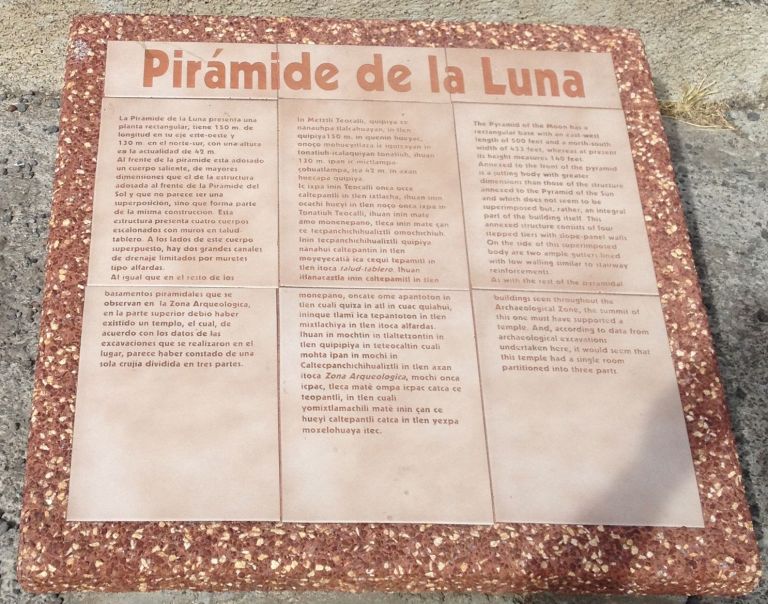 Pirámide de la Luna
La Pirámide de la Luna presenta una
planta rectangular, tiene 150 m. de
longitud en su eje este-oeste y
130 m. en el norte-sur, con una altura
en la actualidad de 42 m.
Al frente de la pirámide esta adosado
un cuerpo saliente, de mayores
dimensiones que el de la estructura
adosada al frente de la Pirámide del
Sol y que no parece ser una
superposición, sino que forma parte
de la misma construcción. Esta
estructura presenta cuatro cuerpos
escalonados con muros en talud-
tablero. A los lados de este cuerpo
superpuesto, hay dos grandes canales
de drenaje limitados por muretes
tipo alfardas.
Al igual que en el resto de los
basamentos piramidales que se
observan en la Zona Arqueologica,
en la parte superior debió haber
existido un templo, el cual, de
acuerdo con los datos de las
excavaciones que se realizaron en el
lugar, parece haber constado de una
sola crujía dividida en tres partes.
In Metztli Teocalli, quipiya ce
nanauhpa tlalcahuayan, in tlen
quipiya150 m. in quenin hueyac,
onoço mohueyitlaza
tonatiuh-icalaquiyan tonatiuh, ihuan
130 m. ipan ic mictlampa-
cohuatlampa, ica 42 m. in axan
huecapa quipiya.
Ic ixpa inin Teocalli onca occe
caltepantli in tlen ixtlacha, ihuan inin
ocachi hueyi in tlen noço onca ixpa in
Tonatiuh Teocalli, ihuan inin mate
amo monenepano, tleca inin mate çan
ce tecpanchichihualiztli omochichiuh.
Inin tecpanchichihualiztli quipiya
nanahui caltepantin in tlen
moyeyecatiá ica cequi tepamitl in
tlen itoca talud-tablero. Ihuan
itlanacaztla inin caltepamitl in tlen
monepano, oncate ome apantoton in
tlen cuali quiza in atl in cuac quiahui,
ininque tlamî ica tepantoton in tlen
mixtlachiya in tlen itoca alfardas.
Ihuan in mochtin in tlaltetzontin in
tlen quipipiya in teteocaltin cuali
mohta ipan in mochi in
Caltecpanchichihualiztli in tlen axan
itoca Zona Arqueologica, mochi onca
icpac, tleca maté ompa icpac catca ce
teopantli, in tlen cuali
yomixtlamachili maté inin çan ce
hueyi caltepantli catca in tlen yexpa
moxelohuaya itec.
The Pyramid of the Moon has a
rectangular base with an east-west
length of 500 feet and a north-south
width of 433 feet, whereas at present
its height measures 140 feet.
Annexed to the front of the pyramid
is a jutting body with greater
dimensions than those of the structure
annexed to the Pyramid of the Sun
and which does not seem to be
superimposed but, rather, an integral
part of the building itself. This
annexed structure consists of four
stepped tiers with slope-panel walls
On the side of this superimposed
body are two ample gutters lined
with low walling similar to stairway
reinforcements.
As with the rest of the pyramidal
buildings seen throughout the
Archaeological Zone, the summit of
this one must have supported a
temple. And, according to data from
archaeological excavations
undertaken here, it would seem that
this temple had a single room
partitioned into three parts.